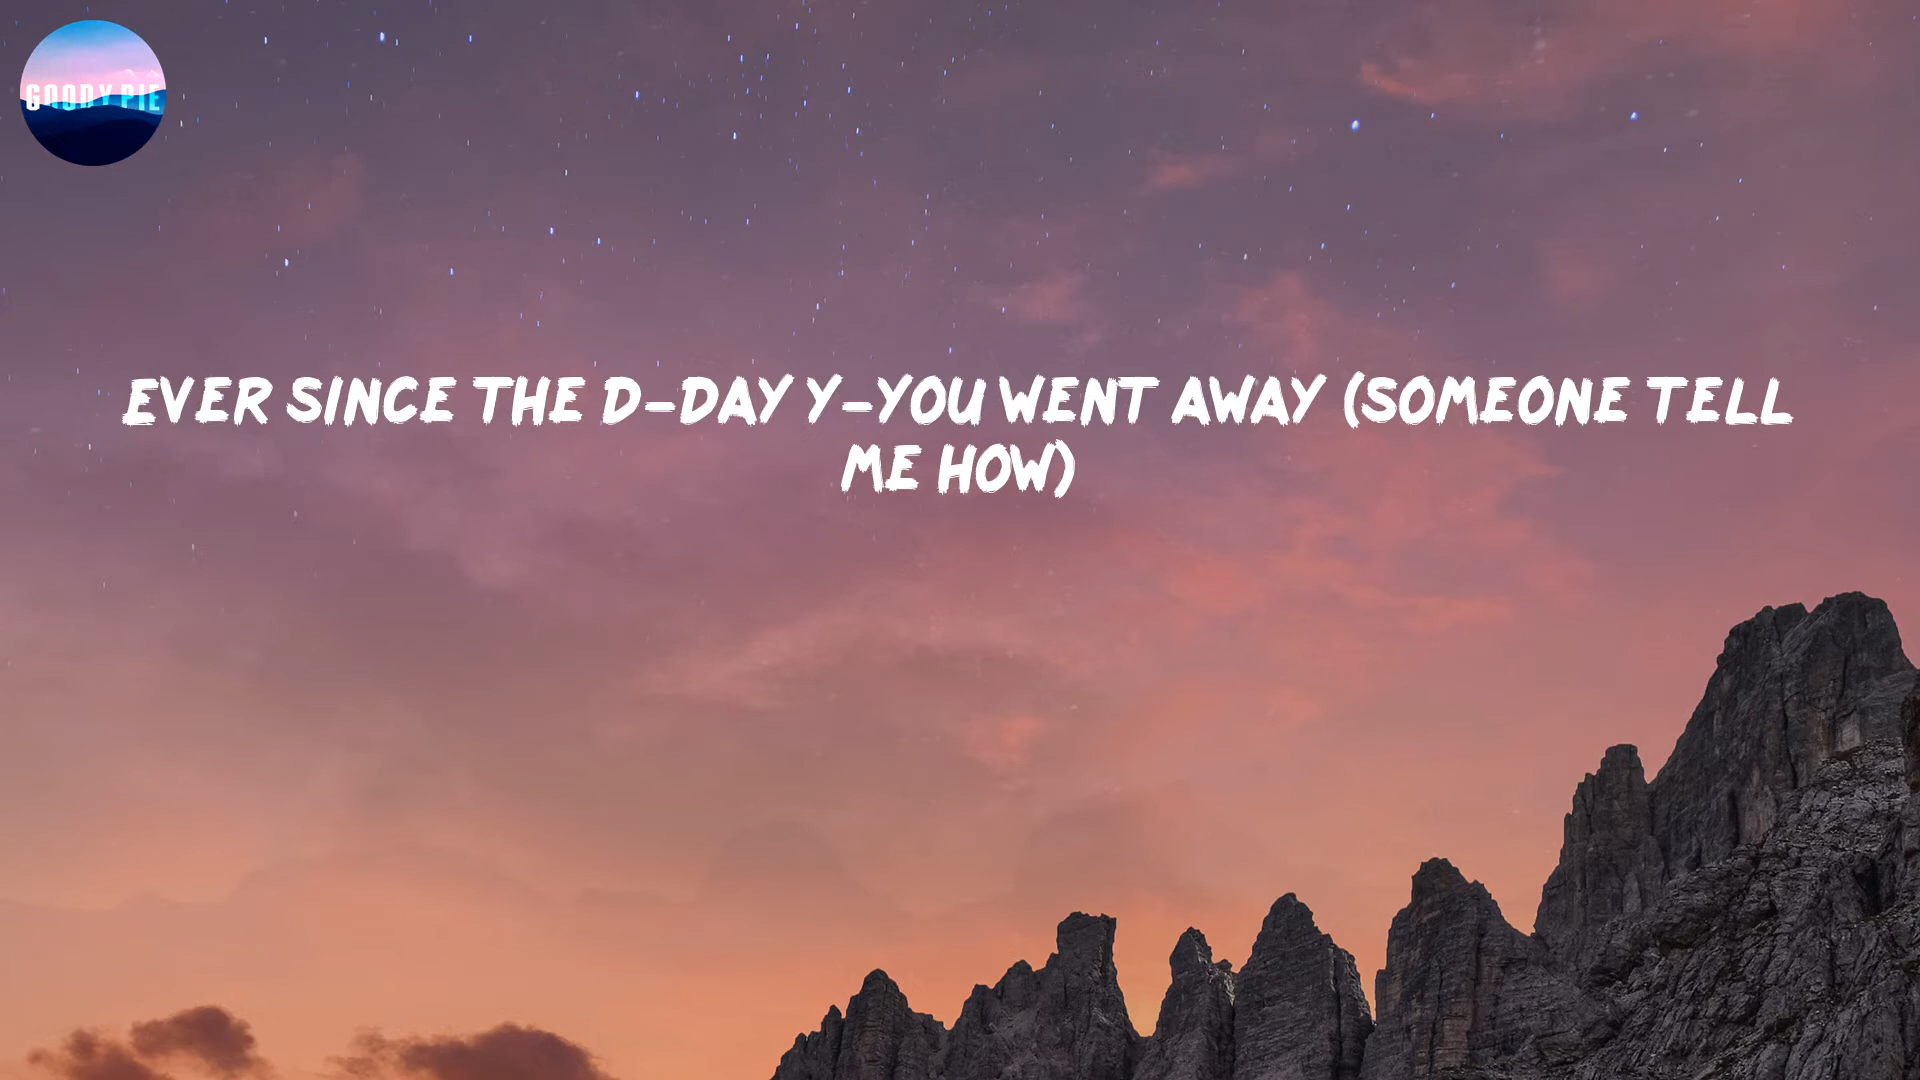 GOODY PIE
EVER SINCE THE D-DAY Y-YOU WENT AWAY (SOMEONE TELL
ME HOW)